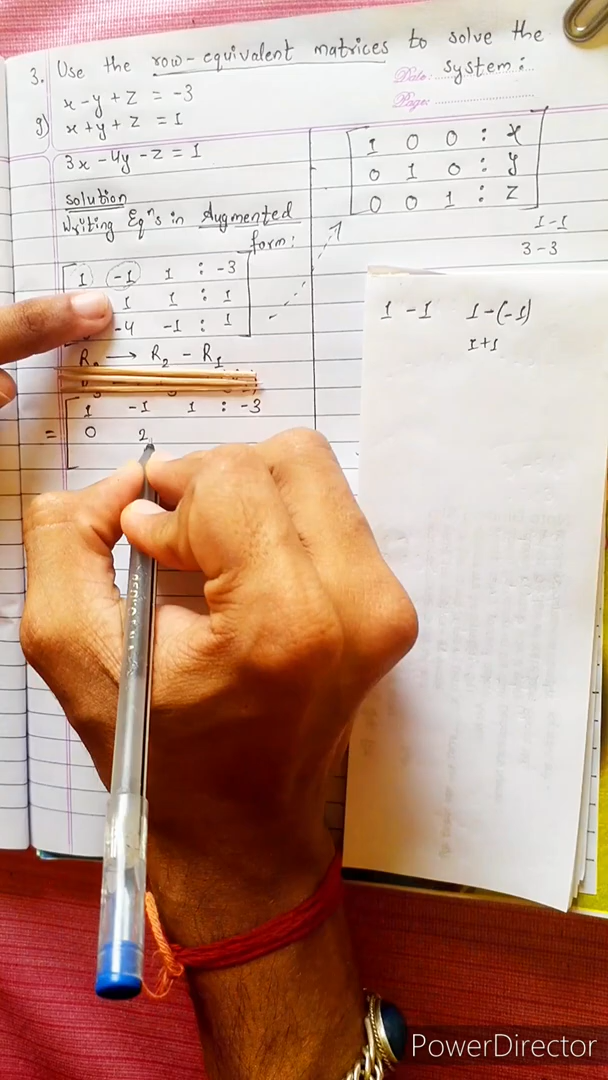 3. Use the row-equivalent matrices to solve the system:
Date:
Page:
g) x - y + z = -3
x + y + z = 1
3x - 4y - z = 1
solution
Writing Eqⁿs in Augmented form:
1 -1 1 : -3
1 1 : 1
-4 -1 : 1
R₂ → R₂ - R₁
= 1 -1 1 : -3
0 2
1 0 0 : x
0 1 0 : y
0 0 1 : z
1-1
3-3
1 -1 1-(-1)
1+1
PowerDirector